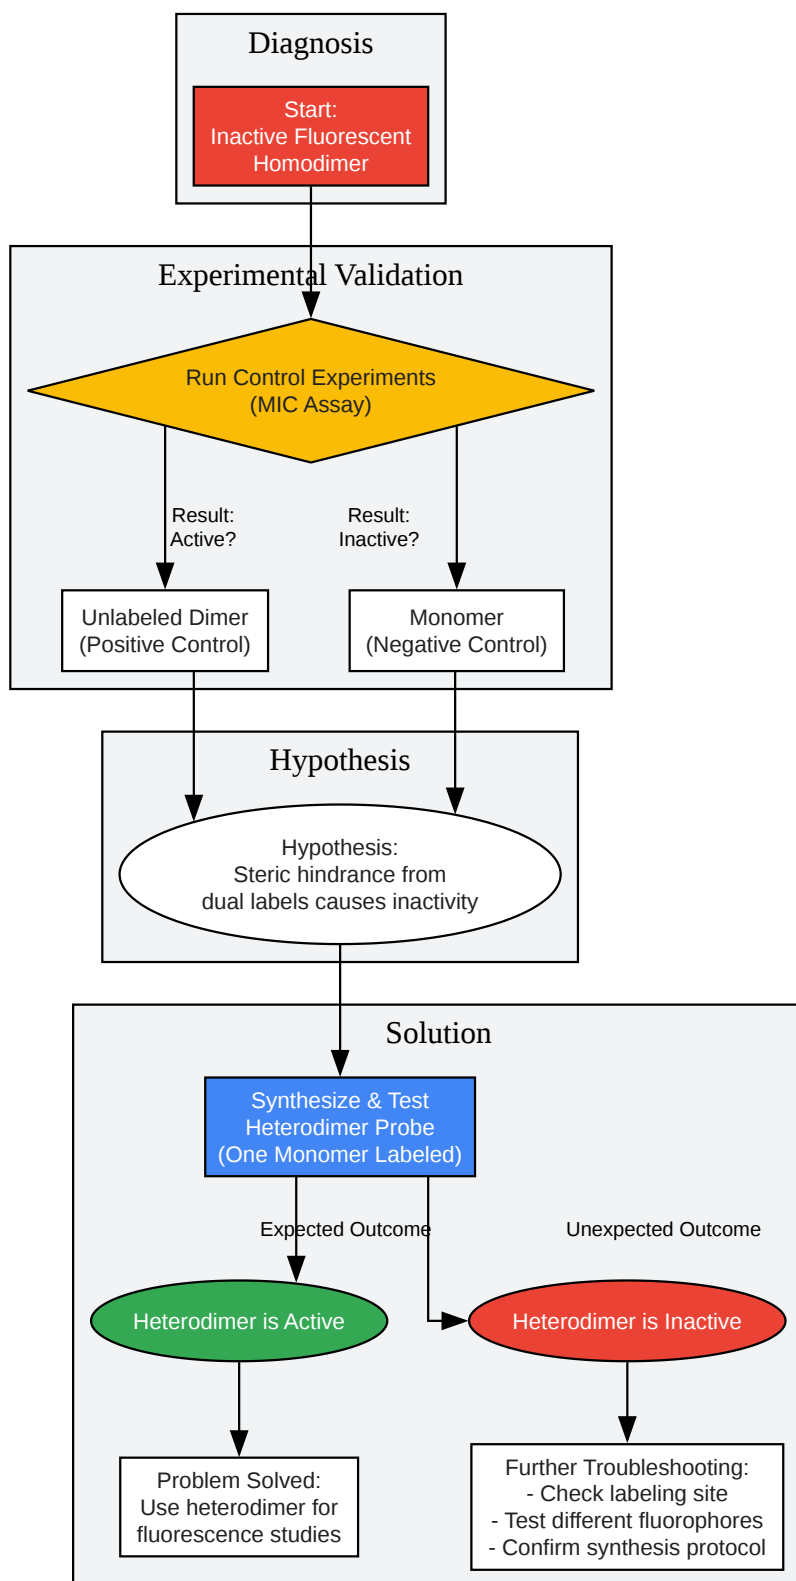 Diagnosis
Start:
Inactive Fluorescent
Homodimer
Experimental Validation
Run Control Experiments
(MIC Assay)
Result:
Active?
Result:
Inactive?
Unlabeled Dimer
(Positive Control)
Monomer
(Negative Control)
Hypothesis
Hypothesis:
Steric hindrance from
dual labels causes inactivity
Solution
Synthesize & Test
Heterodimer Probe
(One Monomer Labeled)
Expected Outcome
Unexpected Outcome
Heterodimer is Active
Heterodimer is Inactive
Problem Solved:
Use heterodimer for
fluorescence studies
Further Troubleshooting:
- Check labeling site
- Test different fluorophores
- Confirm synthesis protocol